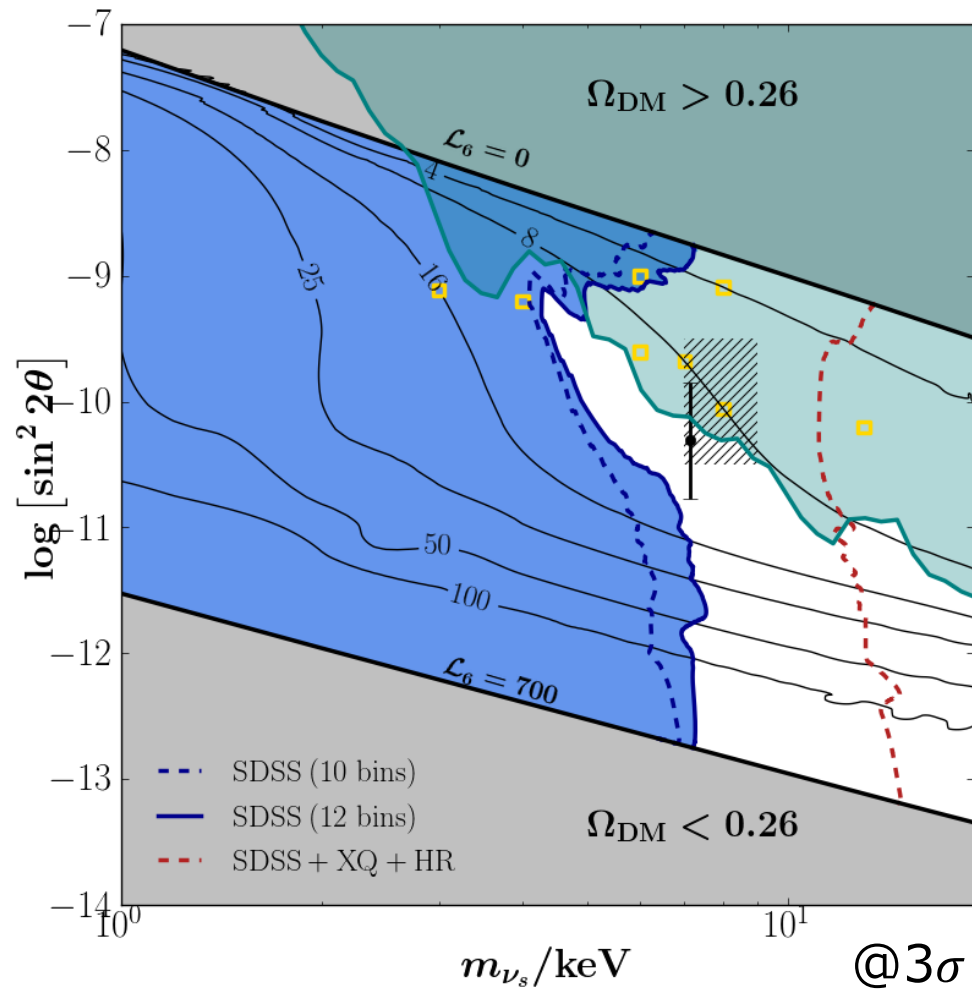 −7
−8
−9
−10
−11
−12
−13
−14
log [sin² 2θ]
Ω_DM > 0.26
𝓛₆ = 0
4
8
16
25
50
100
𝓛₆ = 700
SDSS (10 bins)
SDSS (12 bins)
SDSS + XQ + HR
Ω_DM < 0.26
10⁰
10¹
m_νₛ/keV
@3σ